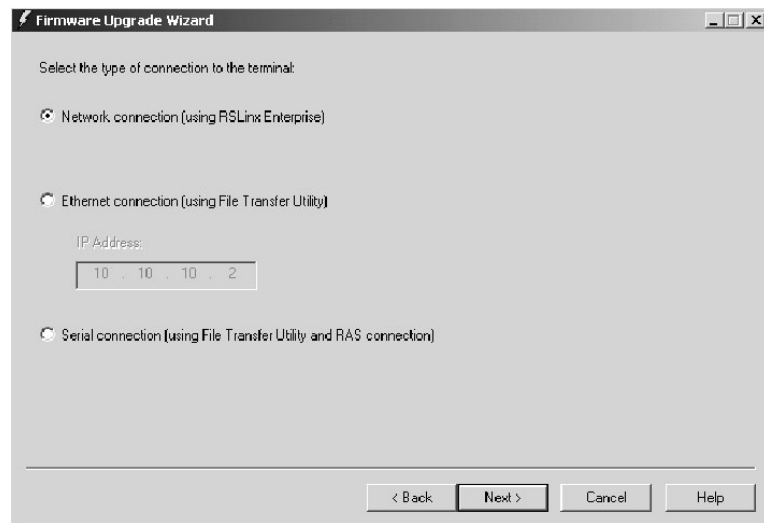 Firmware Upgrade Wizard
Select the type of connection to the terminal:
Network connection (using RSLinx Enterprise)
Ethernet connection (using File Transfer Utility)
IP Address:
10 . 10 . 10 . 2
Serial connection (using File Transfer Utility and RAS connection)
< Back Next > Cancel Help